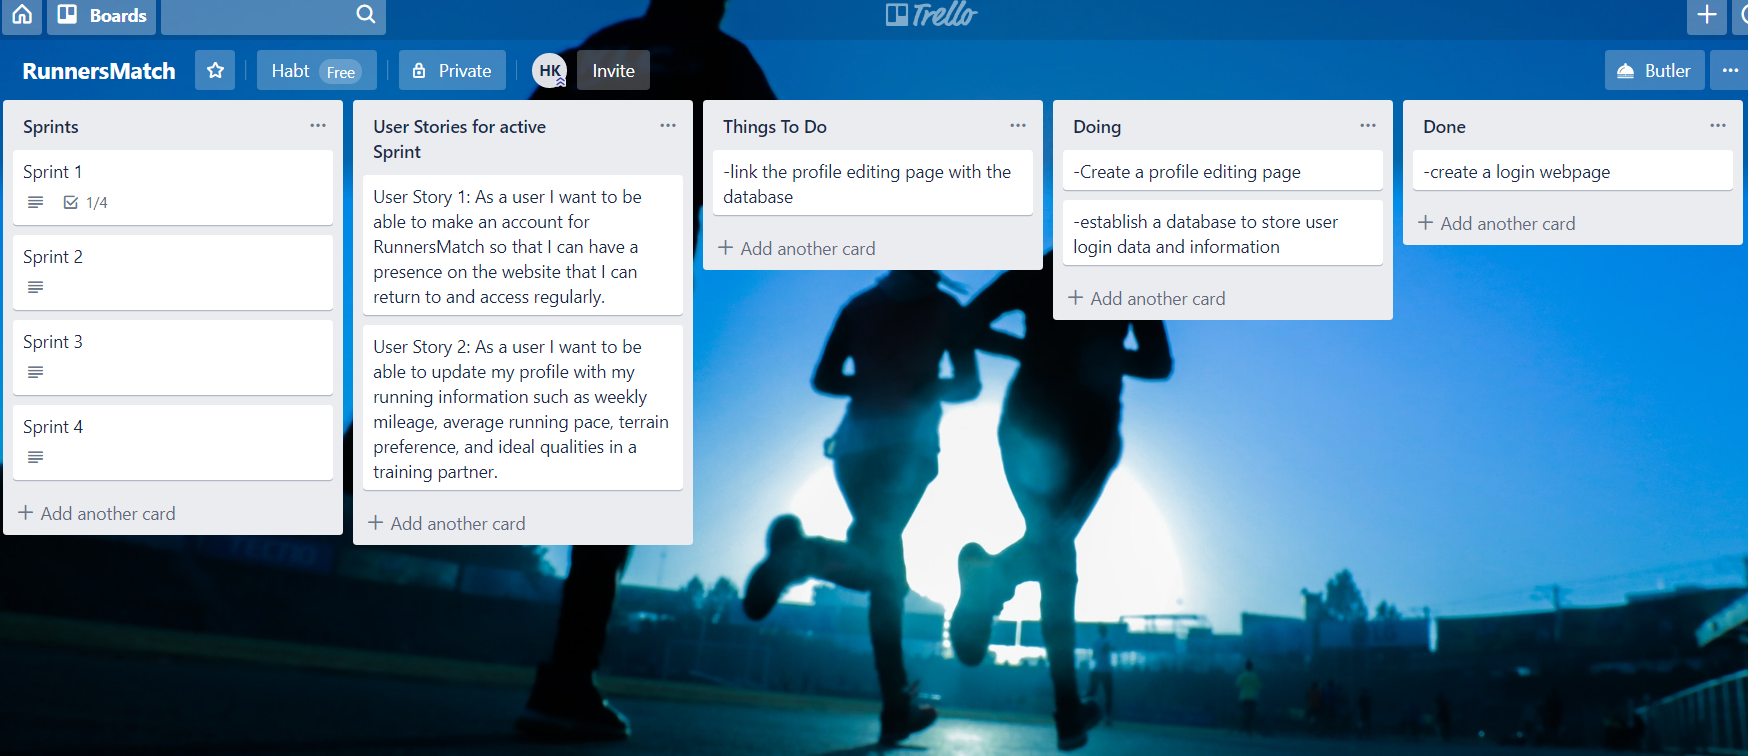 Boards
Trello
RunnersMatch
Habt Free
Private
HK
Invite
Butler
Sprints
Sprint 1
1/4
Sprint 2
Sprint 3
Sprint 4
Add another card
User Stories for active
Sprint
User Story 1: As a user I want to be
able to make an account for
RunnersMatch so that I can have a
presence on the website that I can
return to and access regularly.
User Story 2: As a user I want to be
able to update my profile with my
running information such as weekly
mileage, average running pace, terrain
preference, and ideal qualities in a
training partner.
Add another card
Things To Do
-link the profile editing page with the
database
Add another card
Doing
-Create a profile editing page
-establish a database to store user
login data and information
Add another card
Done
-create a login webpage
Add another card